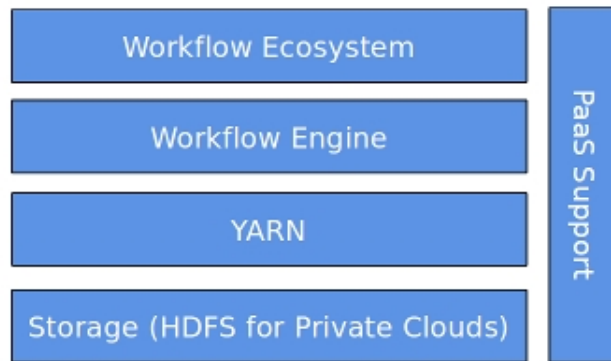 Workflow Ecosystem
Workflow Engine
YARN
Storage (HDFS for Private Clouds)
PaaS Support